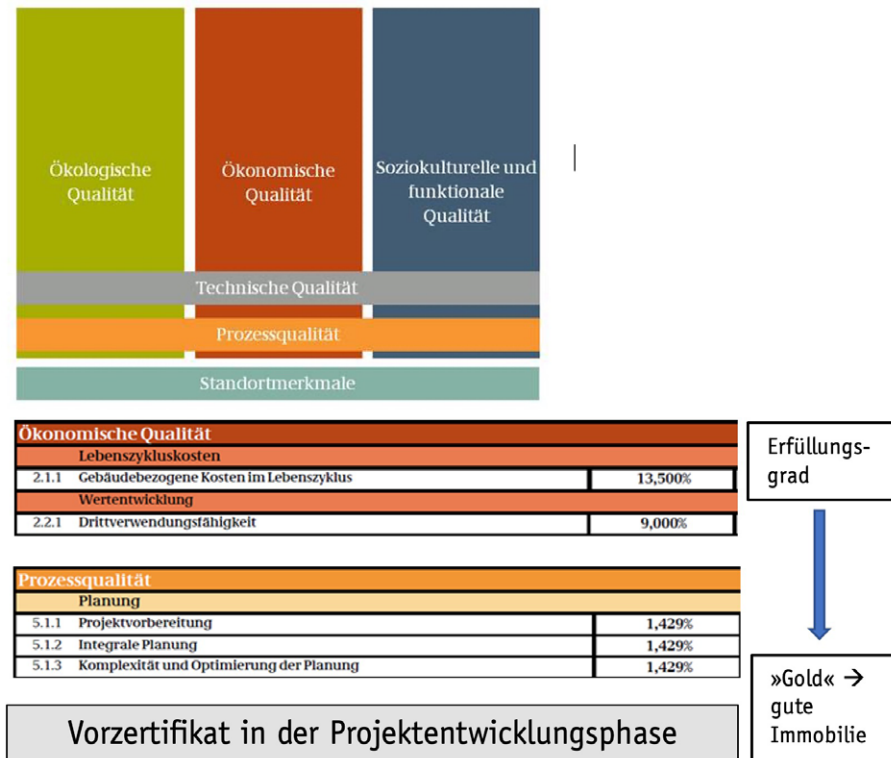 Ökologische
Qualität
Ökonomische
Qualität
Soziokulturelle und
funktionale
Qualität
Technische Qualität
Prozessqualität
Standortmerkmale
Ökonomische Qualität
Lebenszykluskosten
2.1.1 Gebäudebezogene Kosten im Lebenszyklus 13,500%
Wertentwicklung
2.2.1 Drittverwendungsfähigkeit 9,000%
Erfüllungs-
grad
Prozessqualität
Planung
5.1.1 Projektvorbereitung 1,429%
5.1.2 Integrale Planung 1,429%
5.1.3 Komplexität und Optimierung der Planung 1,429%
»Gold« →
gute
Immobilie
Vorzertifikat in der Projektentwicklungsphase